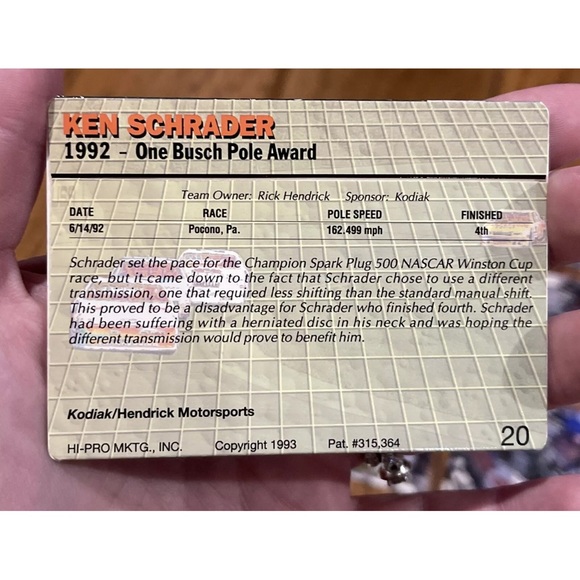 KEN SCHRADER
1992 - One Busch Pole Award
Team Owner: Rick Hendrick Sponsor: Kodiak
DATE RACE POLE SPEED FINISHED
6/14/92 Pocono, Pa. 162.499 mph 4th
Schrader set the pace for the Champion Spark Plug 500 NASCAR Winston Cup
race, but it came down to the fact that Schrader chose to use a different
transmission, one that required less shifting than the standard manual shift.
This proved to be a disadvantage for Schrader who finished fourth. Schrader
had been suffering with a herniated disc in his neck and was hoping the
different transmission would prove to benefit him.
Kodiak/Hendrick Motorsports
HI-PRO MKTG., INC. Copyright 1993 Pat. #315,364 20